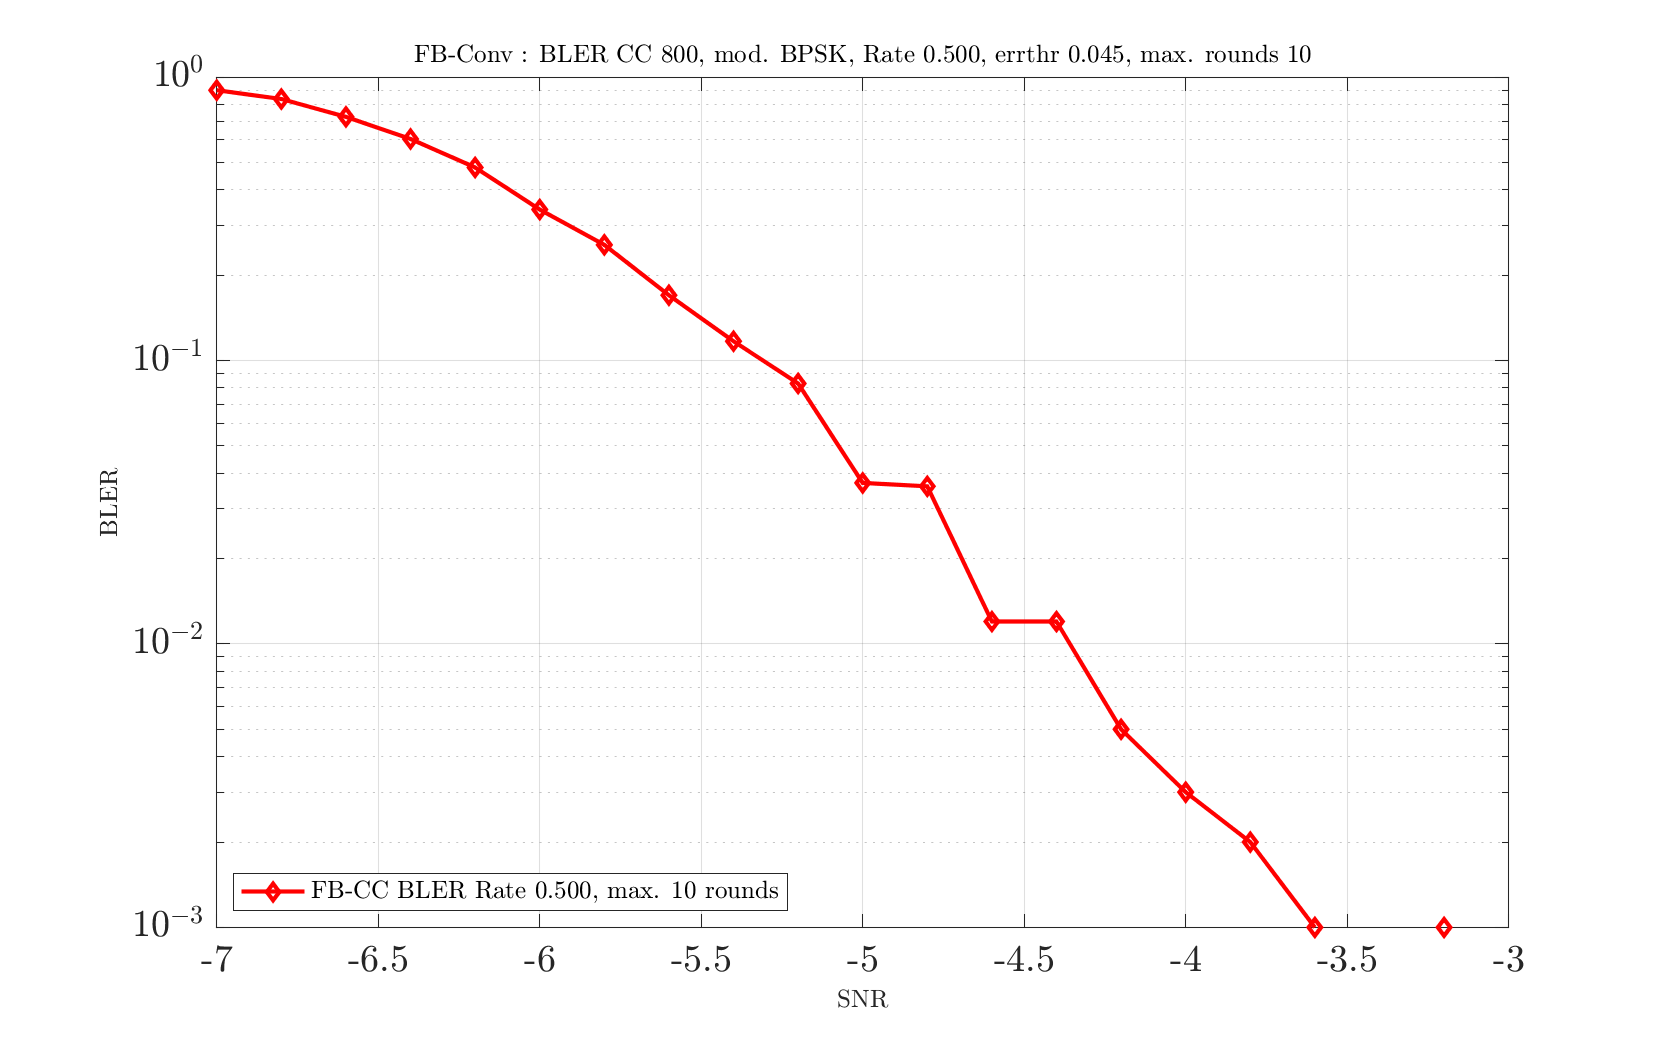 FB-Conv : BLER CC 800, mod. BPSK, Rate 0.500, errthr 0.045, max. rounds 10
10^0
10^{-1}
10^{-2}
10^{-3}
BLER
FB-CC BLER Rate 0.500, max. 10 rounds
-7 -6.5 -6 -5.5 -5 -4.5 -4 -3.5 -3
SNR